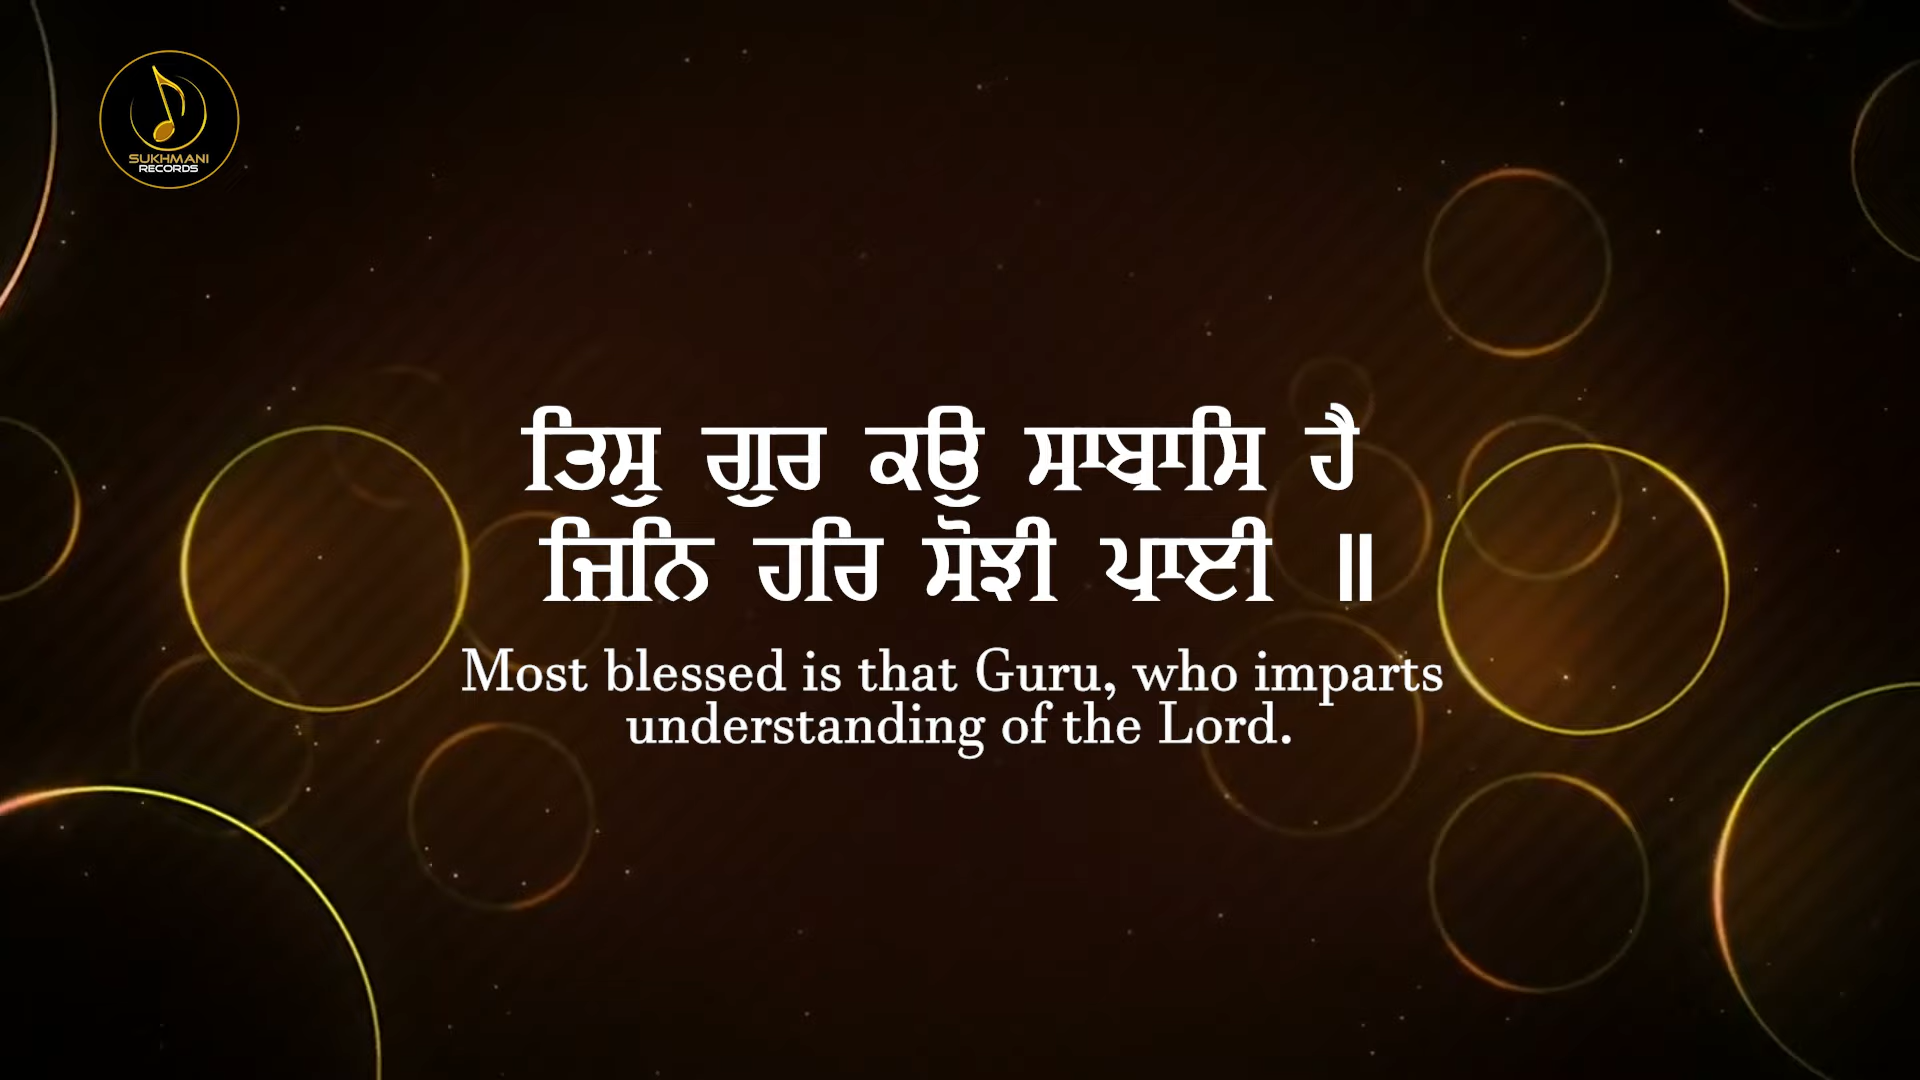 SUKHMANI
RECORDS
ਤਿਸੁ ਗੁਰ ਕਉ ਸਾਬਾਸਿ ਹੈ
ਜਿਨਿ ਹਰਿ ਸੋਝੀ ਪਾਈ ॥
Most blessed is that Guru, who imparts
understanding of the Lord.